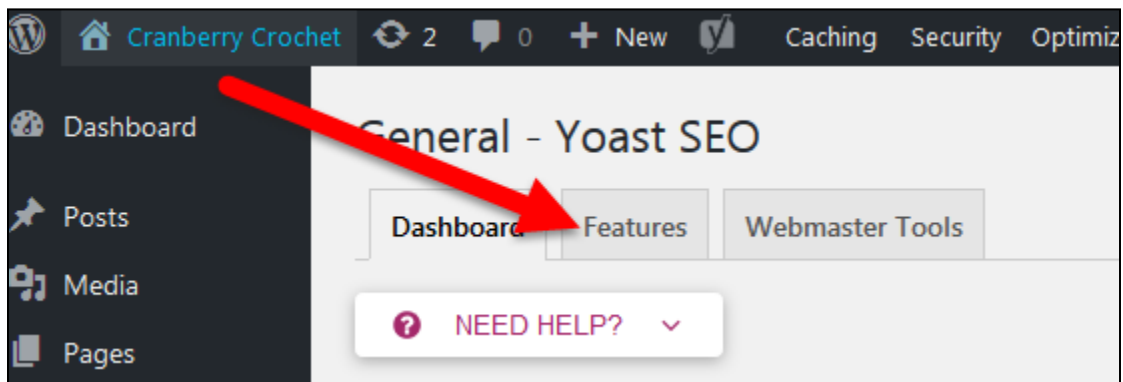 Cranberry Crochet 2 0 + New Caching Security Optimiz
Dashboard
General - Yoast SEO
Posts
Dashboard Features Webmaster Tools
Media
NEED HELP?
Pages